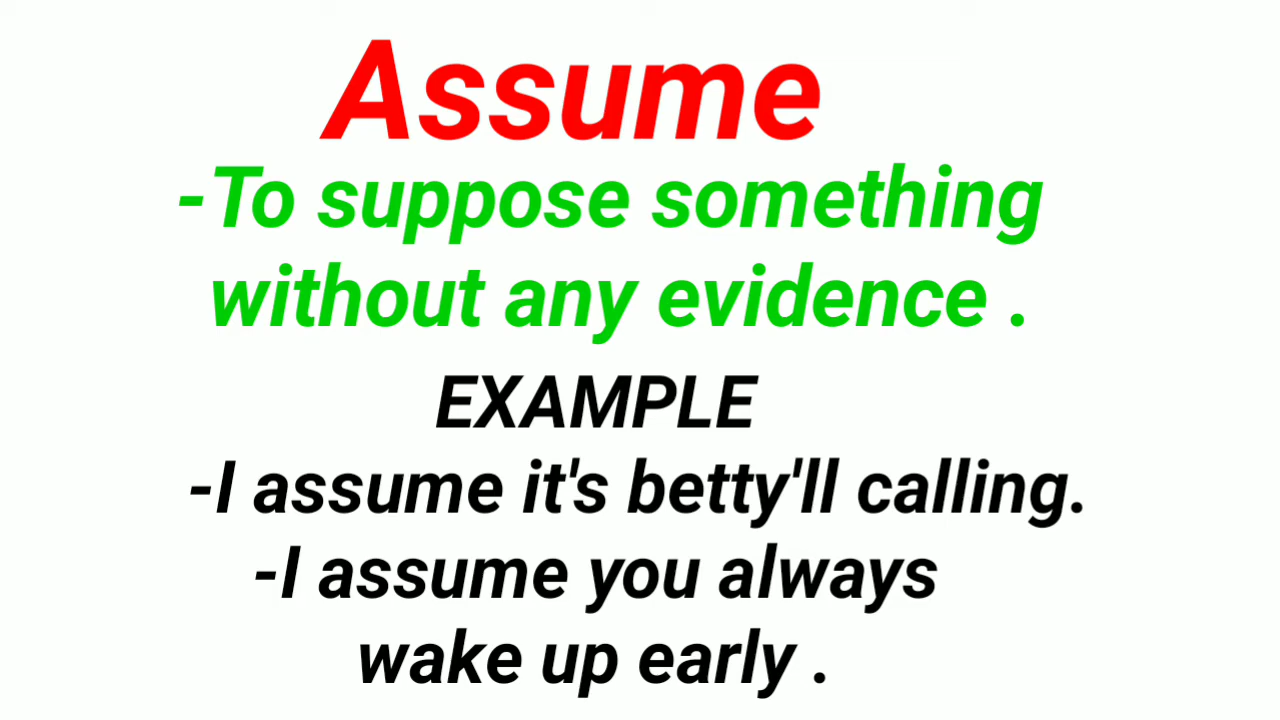 Assume
-To suppose something
without any evidence .
EXAMPLE
-I assume it's betty'll calling.
-I assume you always
wake up early .